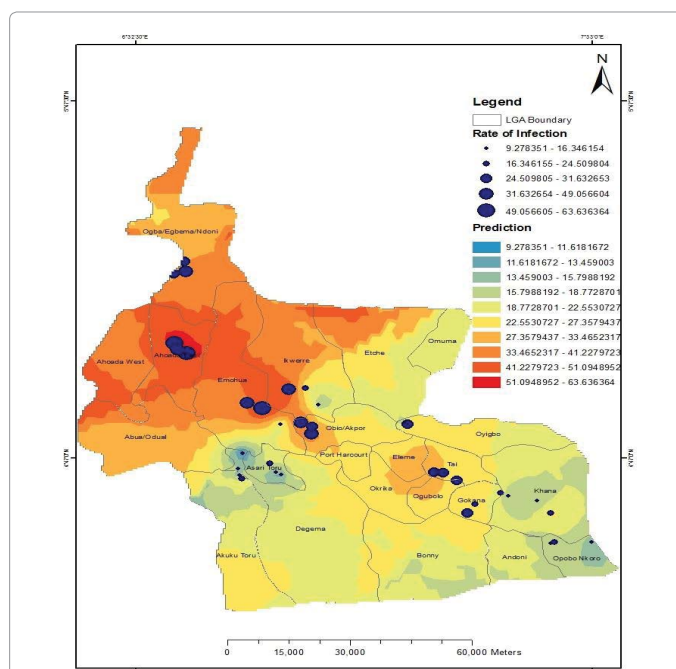 6°32'30"E
7°33'0"E
N
Legend
LGA Boundary
Rate of Infection
9.278351 - 16.346154
16.346155 - 24.509804
24.509805 - 31.632653
31.632654 - 49.056604
49.056605 - 63.636364
Prediction
9.278351 - 11.6181672
11.6181672 - 13.459003
13.459003 - 15.7988192
15.7988192 - 18.7728701
18.7728701 - 22.5530727
22.5530727 - 27.3579437
27.3579437 - 33.4652317
33.4652317 - 41.2279723
41.2279723 - 51.0948952
51.0948952 - 63.636364
Ogba/Egbema/Ndoni
Omuma
Etche
Ikwerre
Ahoada West
Emohua
Abua/Odual
Obio/Akpor
Oyigbo
Port Harcourt
Eleme
Tai
Asari Toru
Okrika
Ogubolo
Gokana
Khana
Degema
Akuku Toru
Bonny
Andoni
Opobo Nkoro
0 15,000 30,000 60,000 Meters